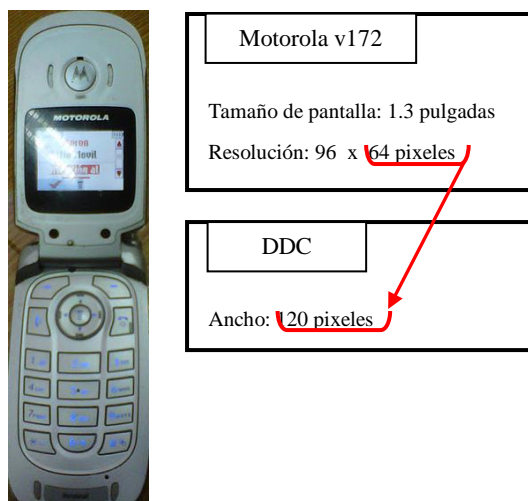 MOTOROLA
Motorola v172
Tamaño de pantalla: 1.3 pulgadas
Resolución: 96 x 64 pixeles
DDC
Ancho: 120 pixeles